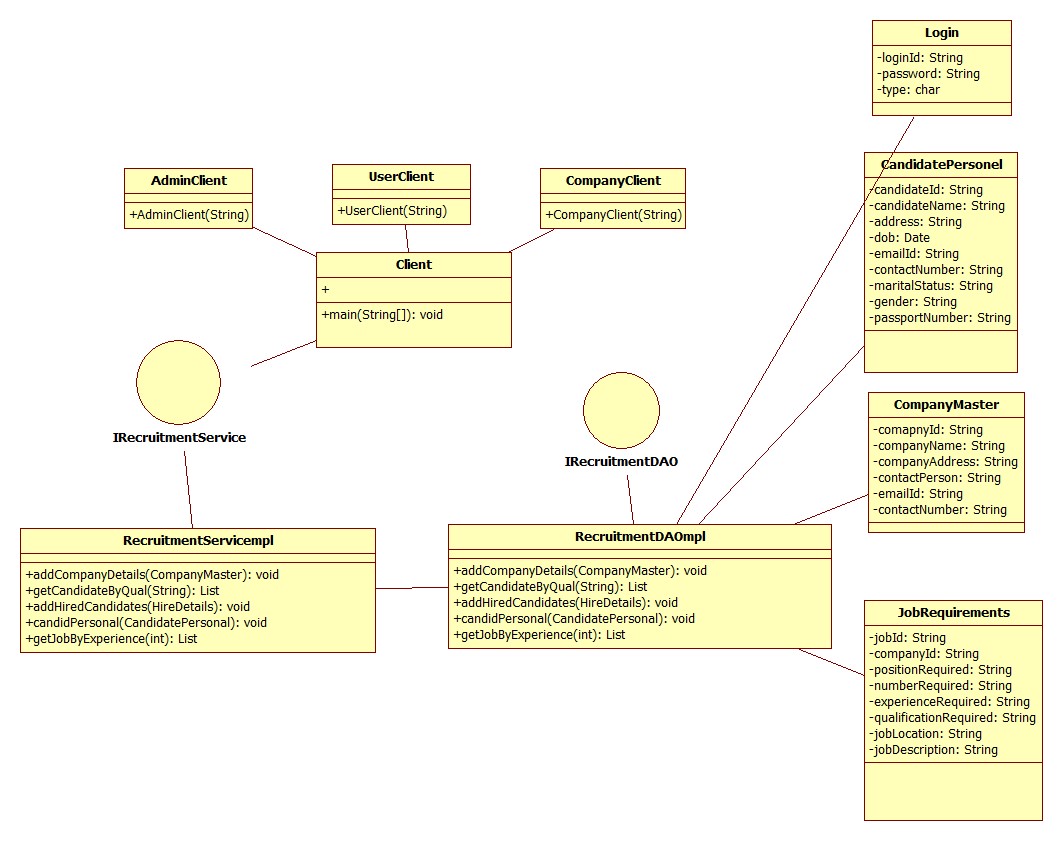 Login
-loginId: String
-password: String
-type: char
CandidatePersonel
-candidateId: String
-candidateName: String
-address: String
-dob: Date
-emailId: String
-contactNumber: String
-maritalStatus: String
-gender: String
-passportNumber: String
AdminClient
+AdminClient(String)
UserClient
+UserClient(String)
CompanyClient
+CompanyClient(String)
Client
+
+main(String[]): void
IRecruitmentService
IRecruitmentDAO
CompanyMaster
-comapnyId: String
-companyName: String
-companyAddress: String
-contactPerson: String
-emailId: String
-contactNumber: String
RecruitmentServicempl
+addCompanyDetails(CompanyMaster): void
+getCandidateByQual(String): List
+addHiredCandidates(HireDetails): void
+candidPersonal(CandidatePersonal): void
+getJobByExperience(int): List
RecruitmentDAOmpl
+addCompanyDetails(CompanyMaster): void
+getCandidateByQual(String): List
+addHiredCandidates(HireDetails): void
+candidPersonal(CandidatePersonal): void
+getJobByExperience(int): List
JobRequirements
-jobId: String
-companyId: String
-positionRequired: String
-numberRequired: String
-experienceRequired: String
-qualificationRequired: String
-jobLocation: String
-jobDescription: String